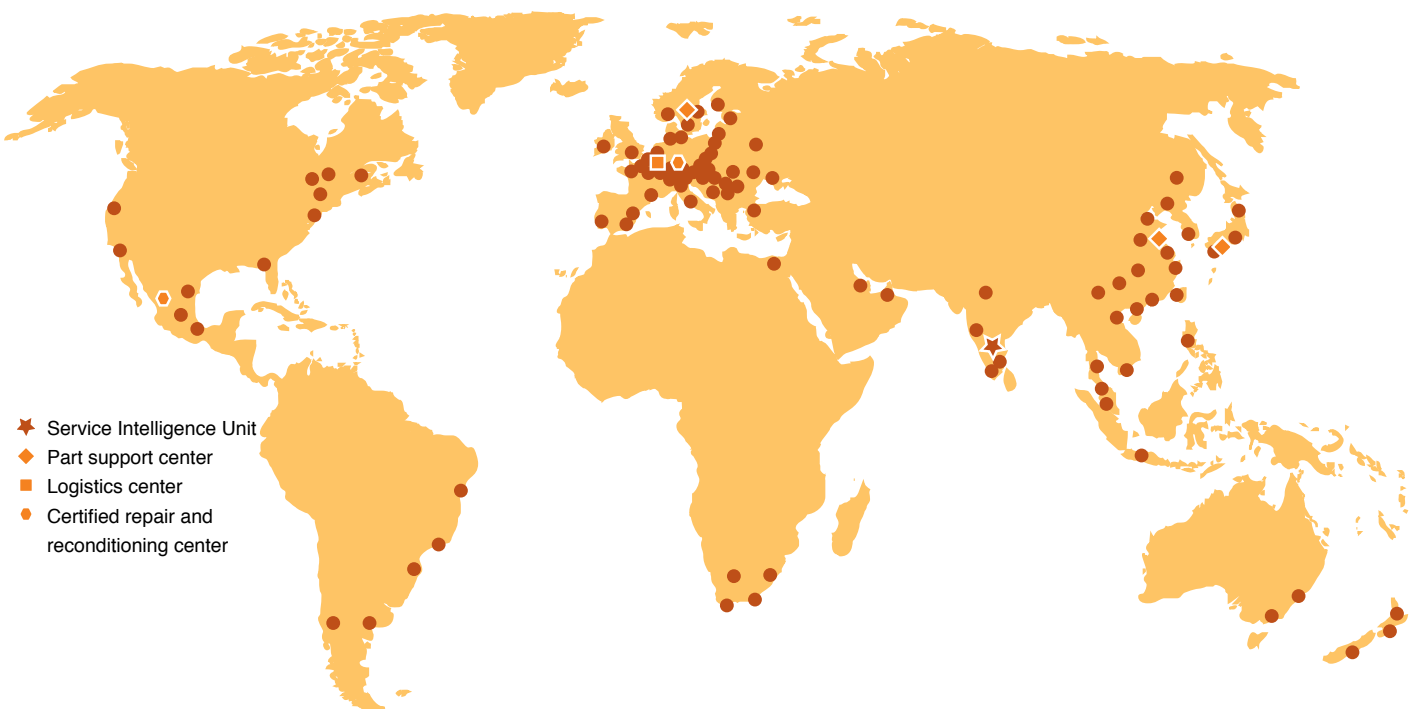 Service Intelligence Unit
Part support center
Logistics center
Certified repair and
reconditioning center